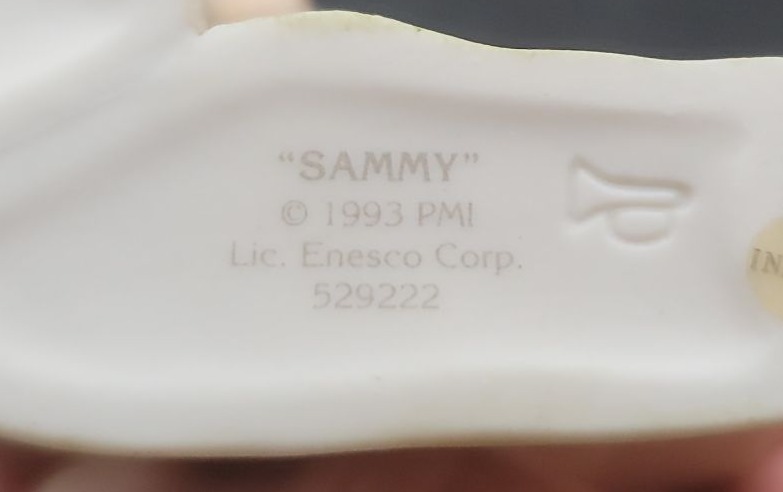 “SAMMY”
© 1993 PMI
Lic. Enesco Corp.
529222